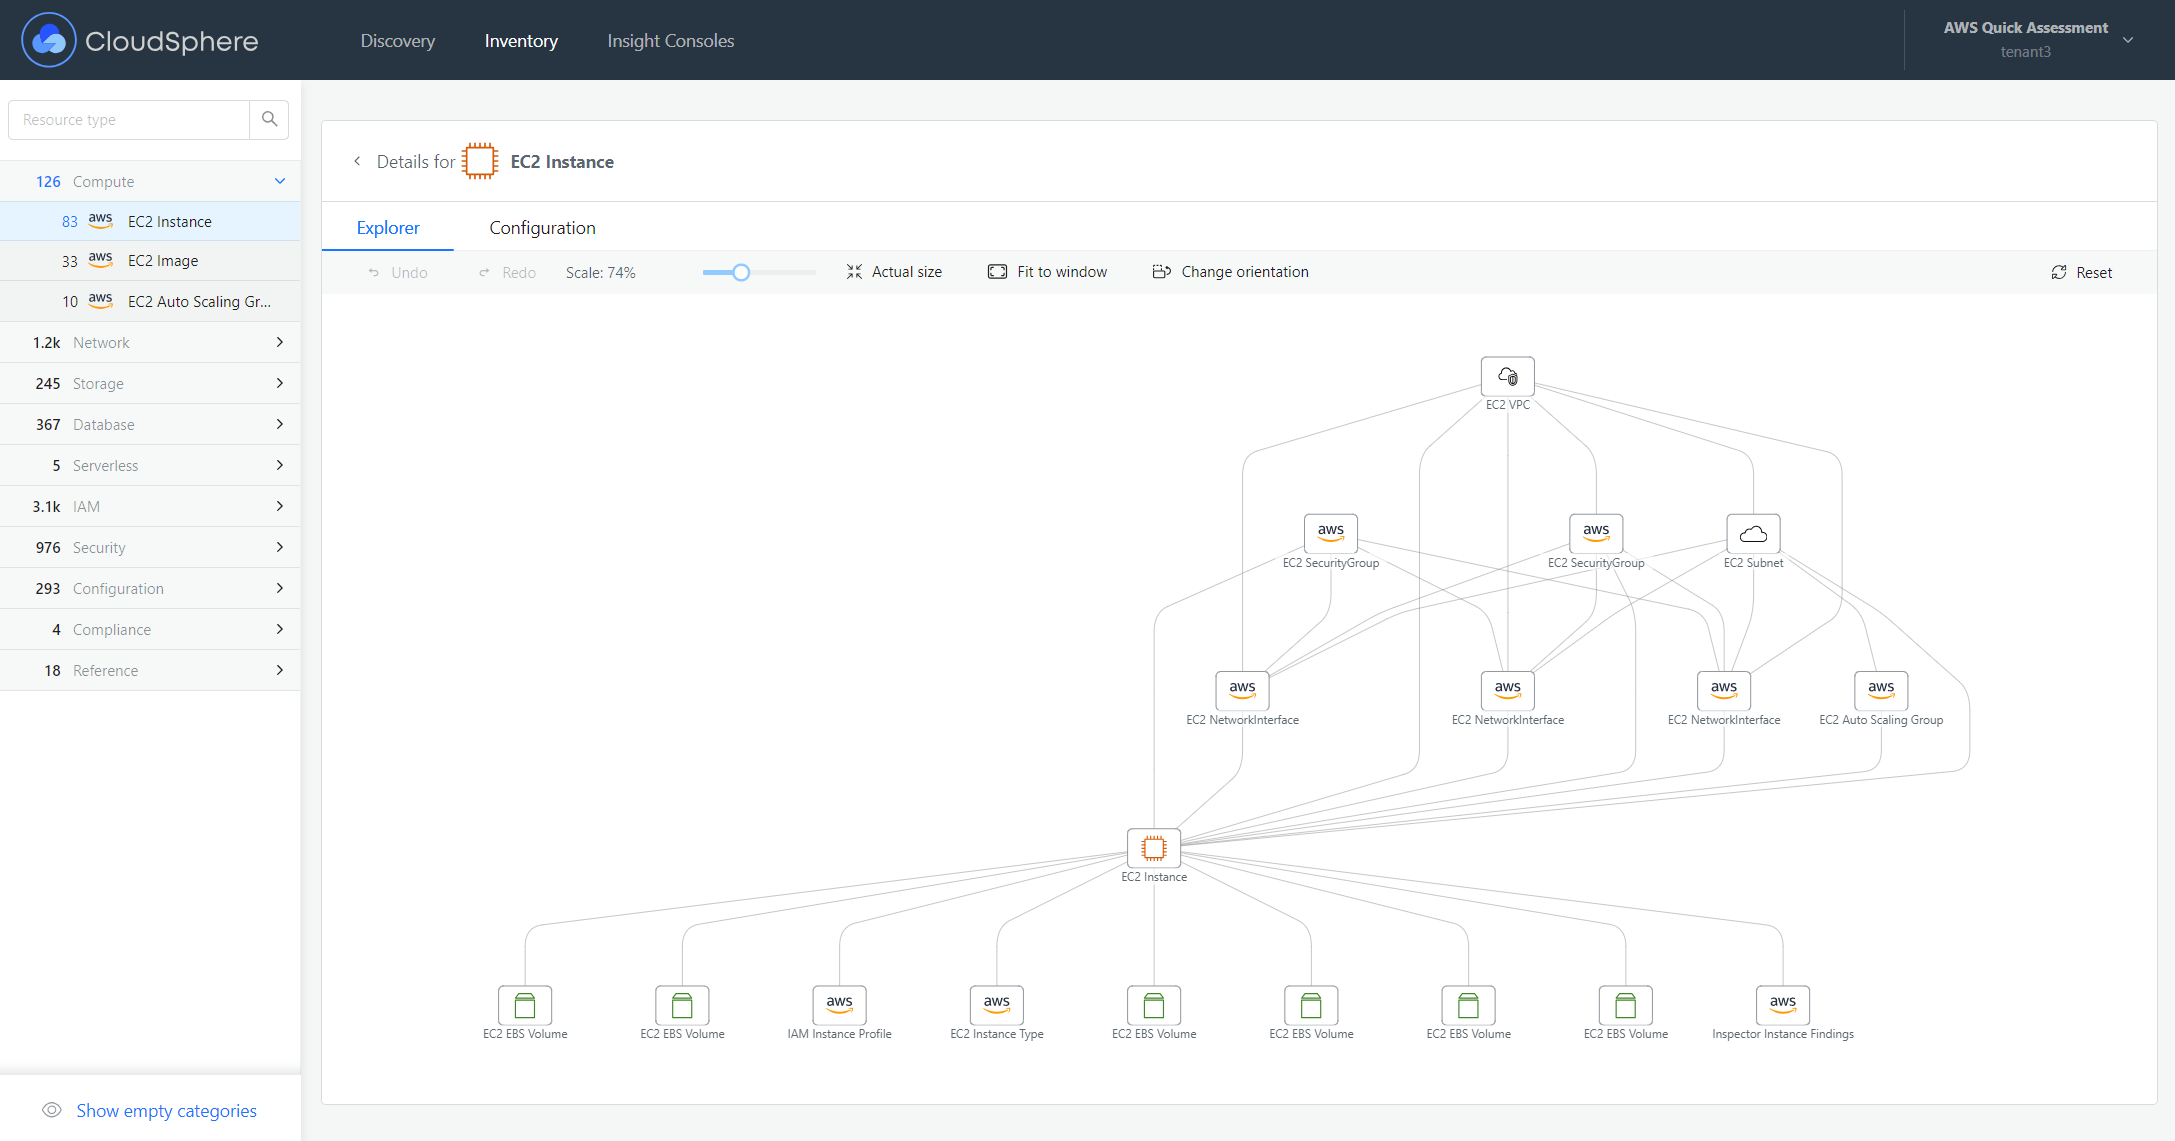 CloudSphere
Discovery
Inventory
Insight Consoles
AWS Quick Assessment
tenant3
Resource type
126 Compute
83 aws EC2 Instance
33 aws EC2 Image
10 aws EC2 Auto Scaling Gr...
1.2k Network
245 Storage
367 Database
5 Serverless
3.1k IAM
976 Security
293 Configuration
4 Compliance
18 Reference
Show empty categories
Details for EC2 Instance
Explorer
Configuration
Undo
Redo
Scale: 74%
Actual size
Fit to window
Change orientation
Reset
EC2 VPC
aws
EC2 SecurityGroup
aws
EC2 SecurityGroup
EC2 Subnet
aws
EC2 NetworkInterface
aws
EC2 NetworkInterface
aws
EC2 NetworkInterface
aws
EC2 Auto Scaling Group
EC2 Instance
EC2 EBS Volume
EC2 EBS Volume
aws
IAM Instance Profile
aws
EC2 Instance Type
EC2 EBS Volume
EC2 EBS Volume
EC2 EBS Volume
EC2 EBS Volume
aws
Inspector Instance Findings